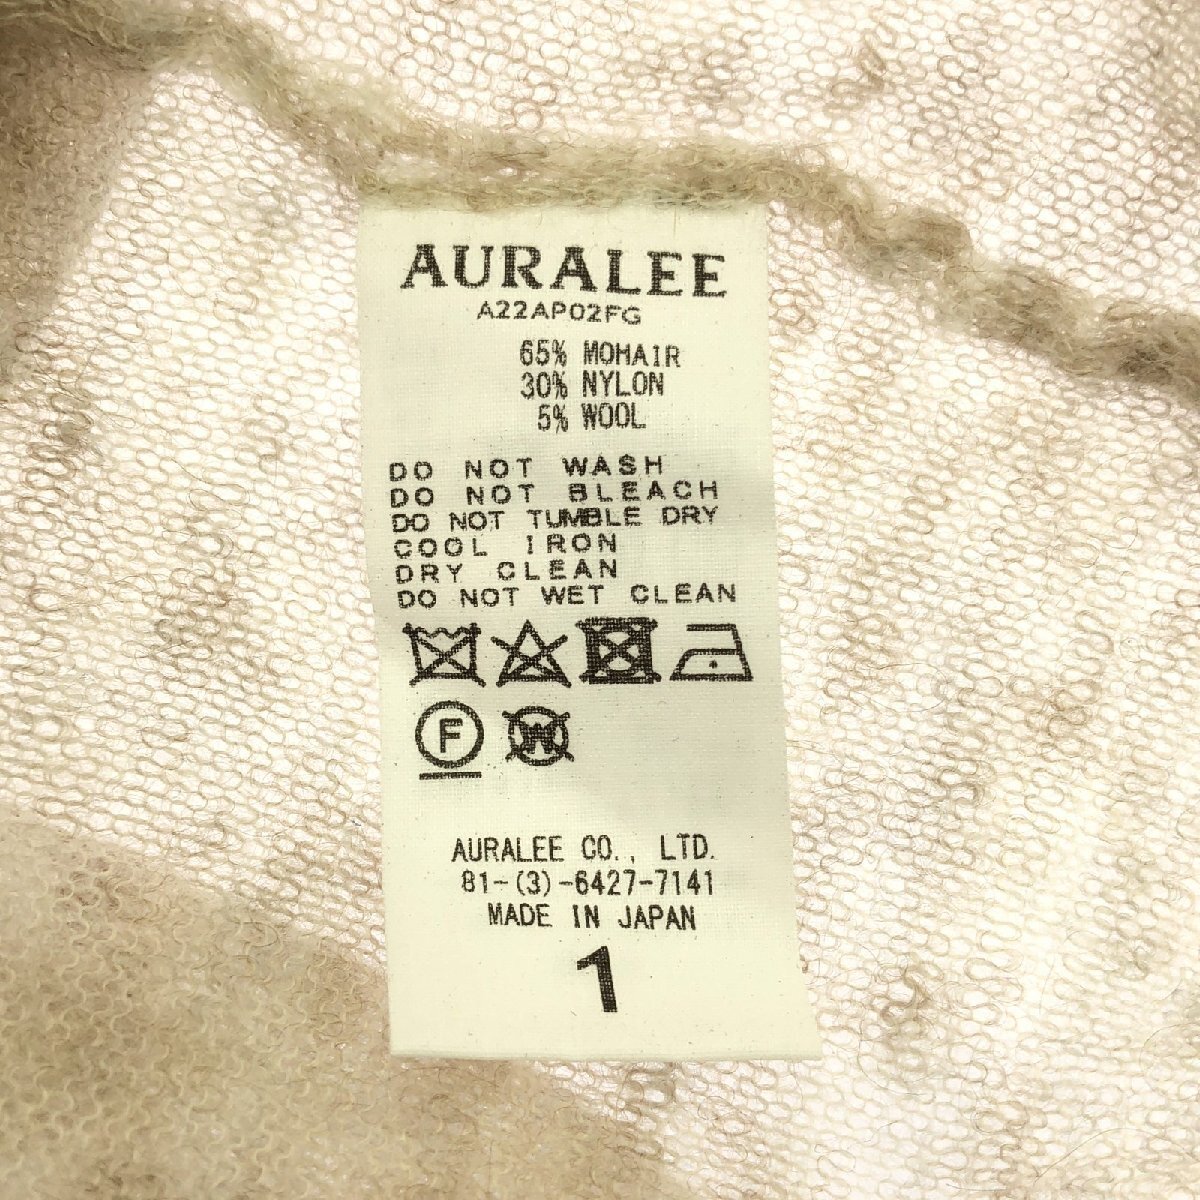 AURALEE
A22AP02FG
65% MOHAIR
30% NYLON
5% WOOL
DO NOT WASH
DO NOT BLEACH
DO NOT TUMBLE DRY
COOL IRON
DRY CLEAN
DO NOT WET CLEAN
F W
AURALEE CO., LTD.
81-(3)-6427-7141
MADE IN JAPAN
1